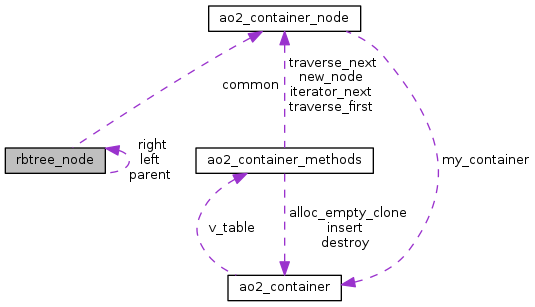 ao2_container_node
traverse_next
new_node
common
iterator_next
traverse_first
right
rbtree_node
left
parent
ao2_container_methods
my_container
alloc_empty_clone
v_table
insert
destroy
ao2_container